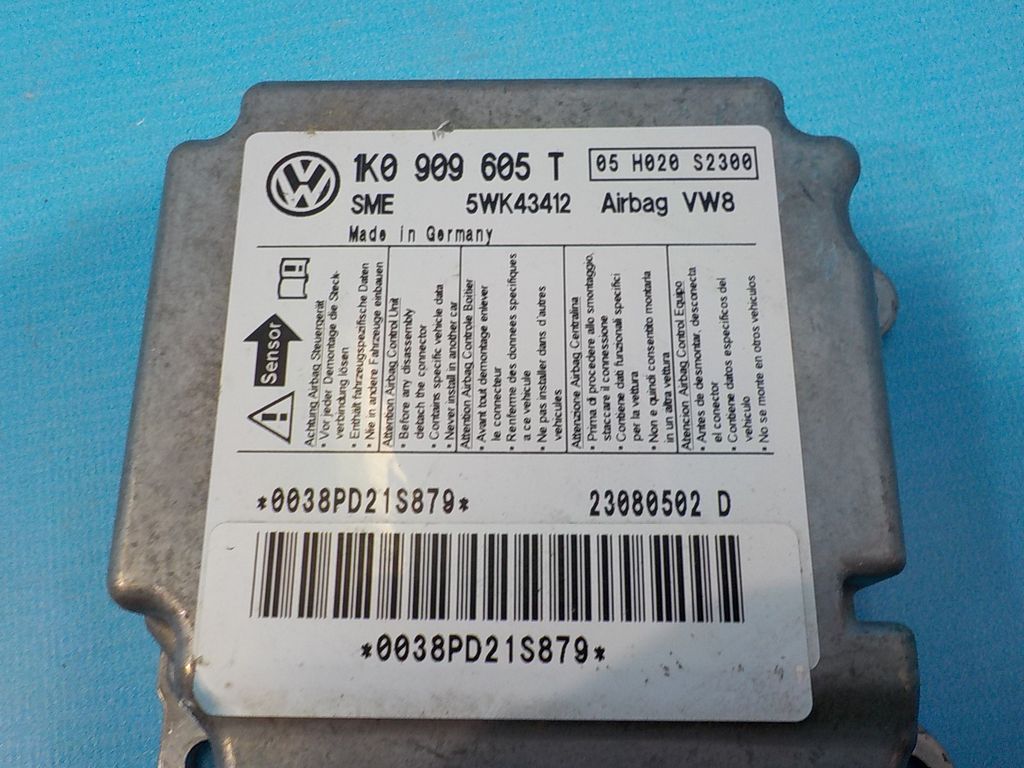 1K0 909 605 T
05 H020 S2300
SME 5WK43412 Airbag VW8
Made in Germany
Sensor
Achtung Airbag Steuergerät
• Vor jeder Demontage die Steck-
verbindung lösen
• Enthält fahrzeugspezifische Daten
• Nie in andere Fahrzeuge einbauen
Attention Airbag Control Unit
• Before any disassembly
detach the connector
• Contains specific vehicle data
• Never install in another car
Attention Airbag Controle Boitier
• Avant tout demontage enlever
le connecteur
• Renferme des donnees specifiques
a ce vehicule
• Ne pas installer dans d'autres
vehicules
Attenzione Airbag Centralina
• Prima di procedere allo smontaggio,
staccare il connessione
• Contiene dati funzionali specifici
per la vettura
• Non e quindi consentito montarla
in un altra vettura
Atencion Airbag Control Equipo
• Antes de desmontar, desconecta
el conector
• Contiene datos especificos del
vehiculo
• No se monte en otros vehiculos
*0038PD21S879*
23080502 D
*0038PD21S879*